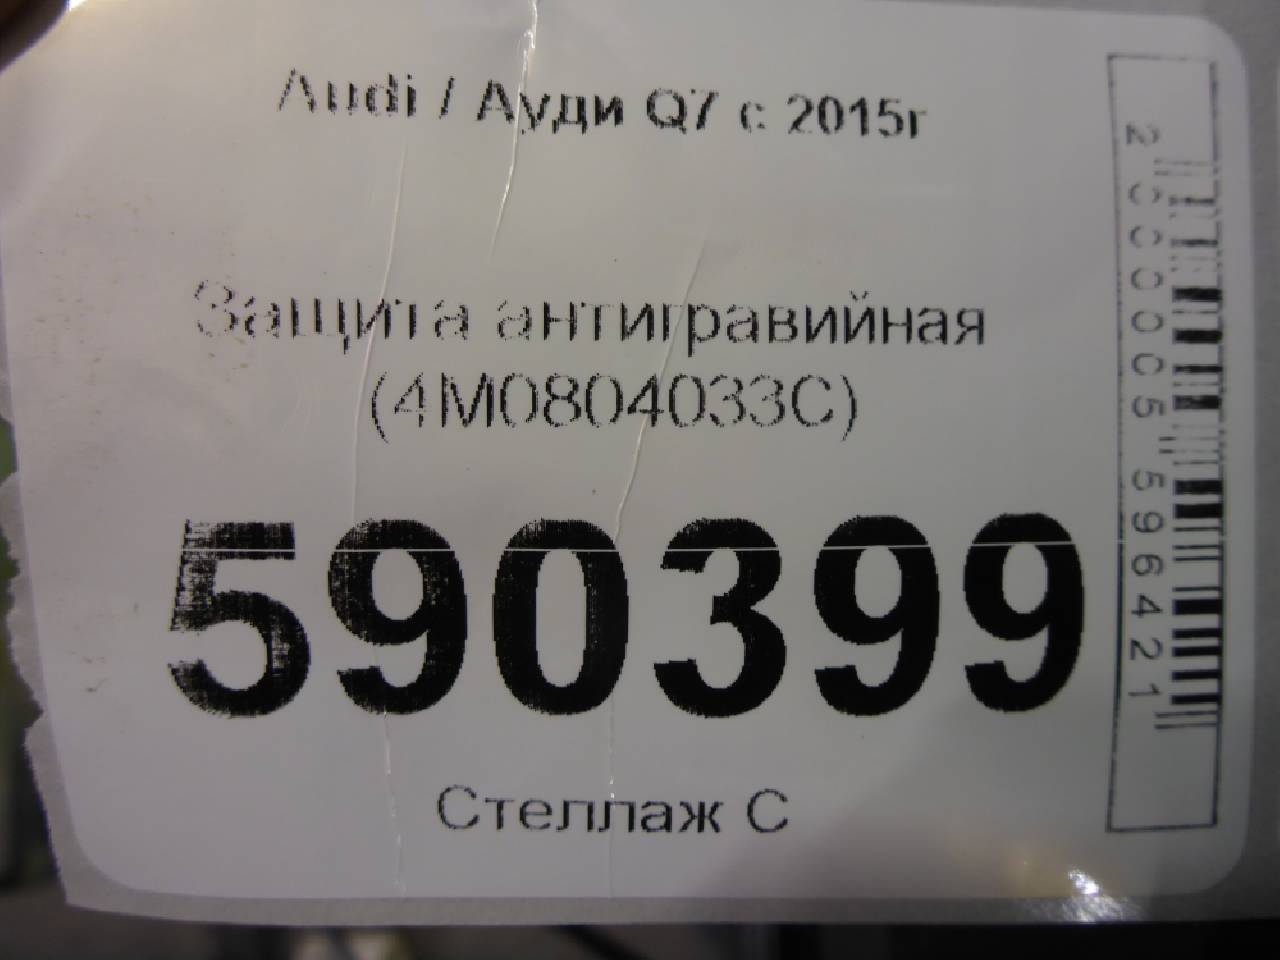 Audi / Ауди Q7 с 2015г
Защита антигравийная
(4M0804033C)
590399
Стеллаж С
2000005596421